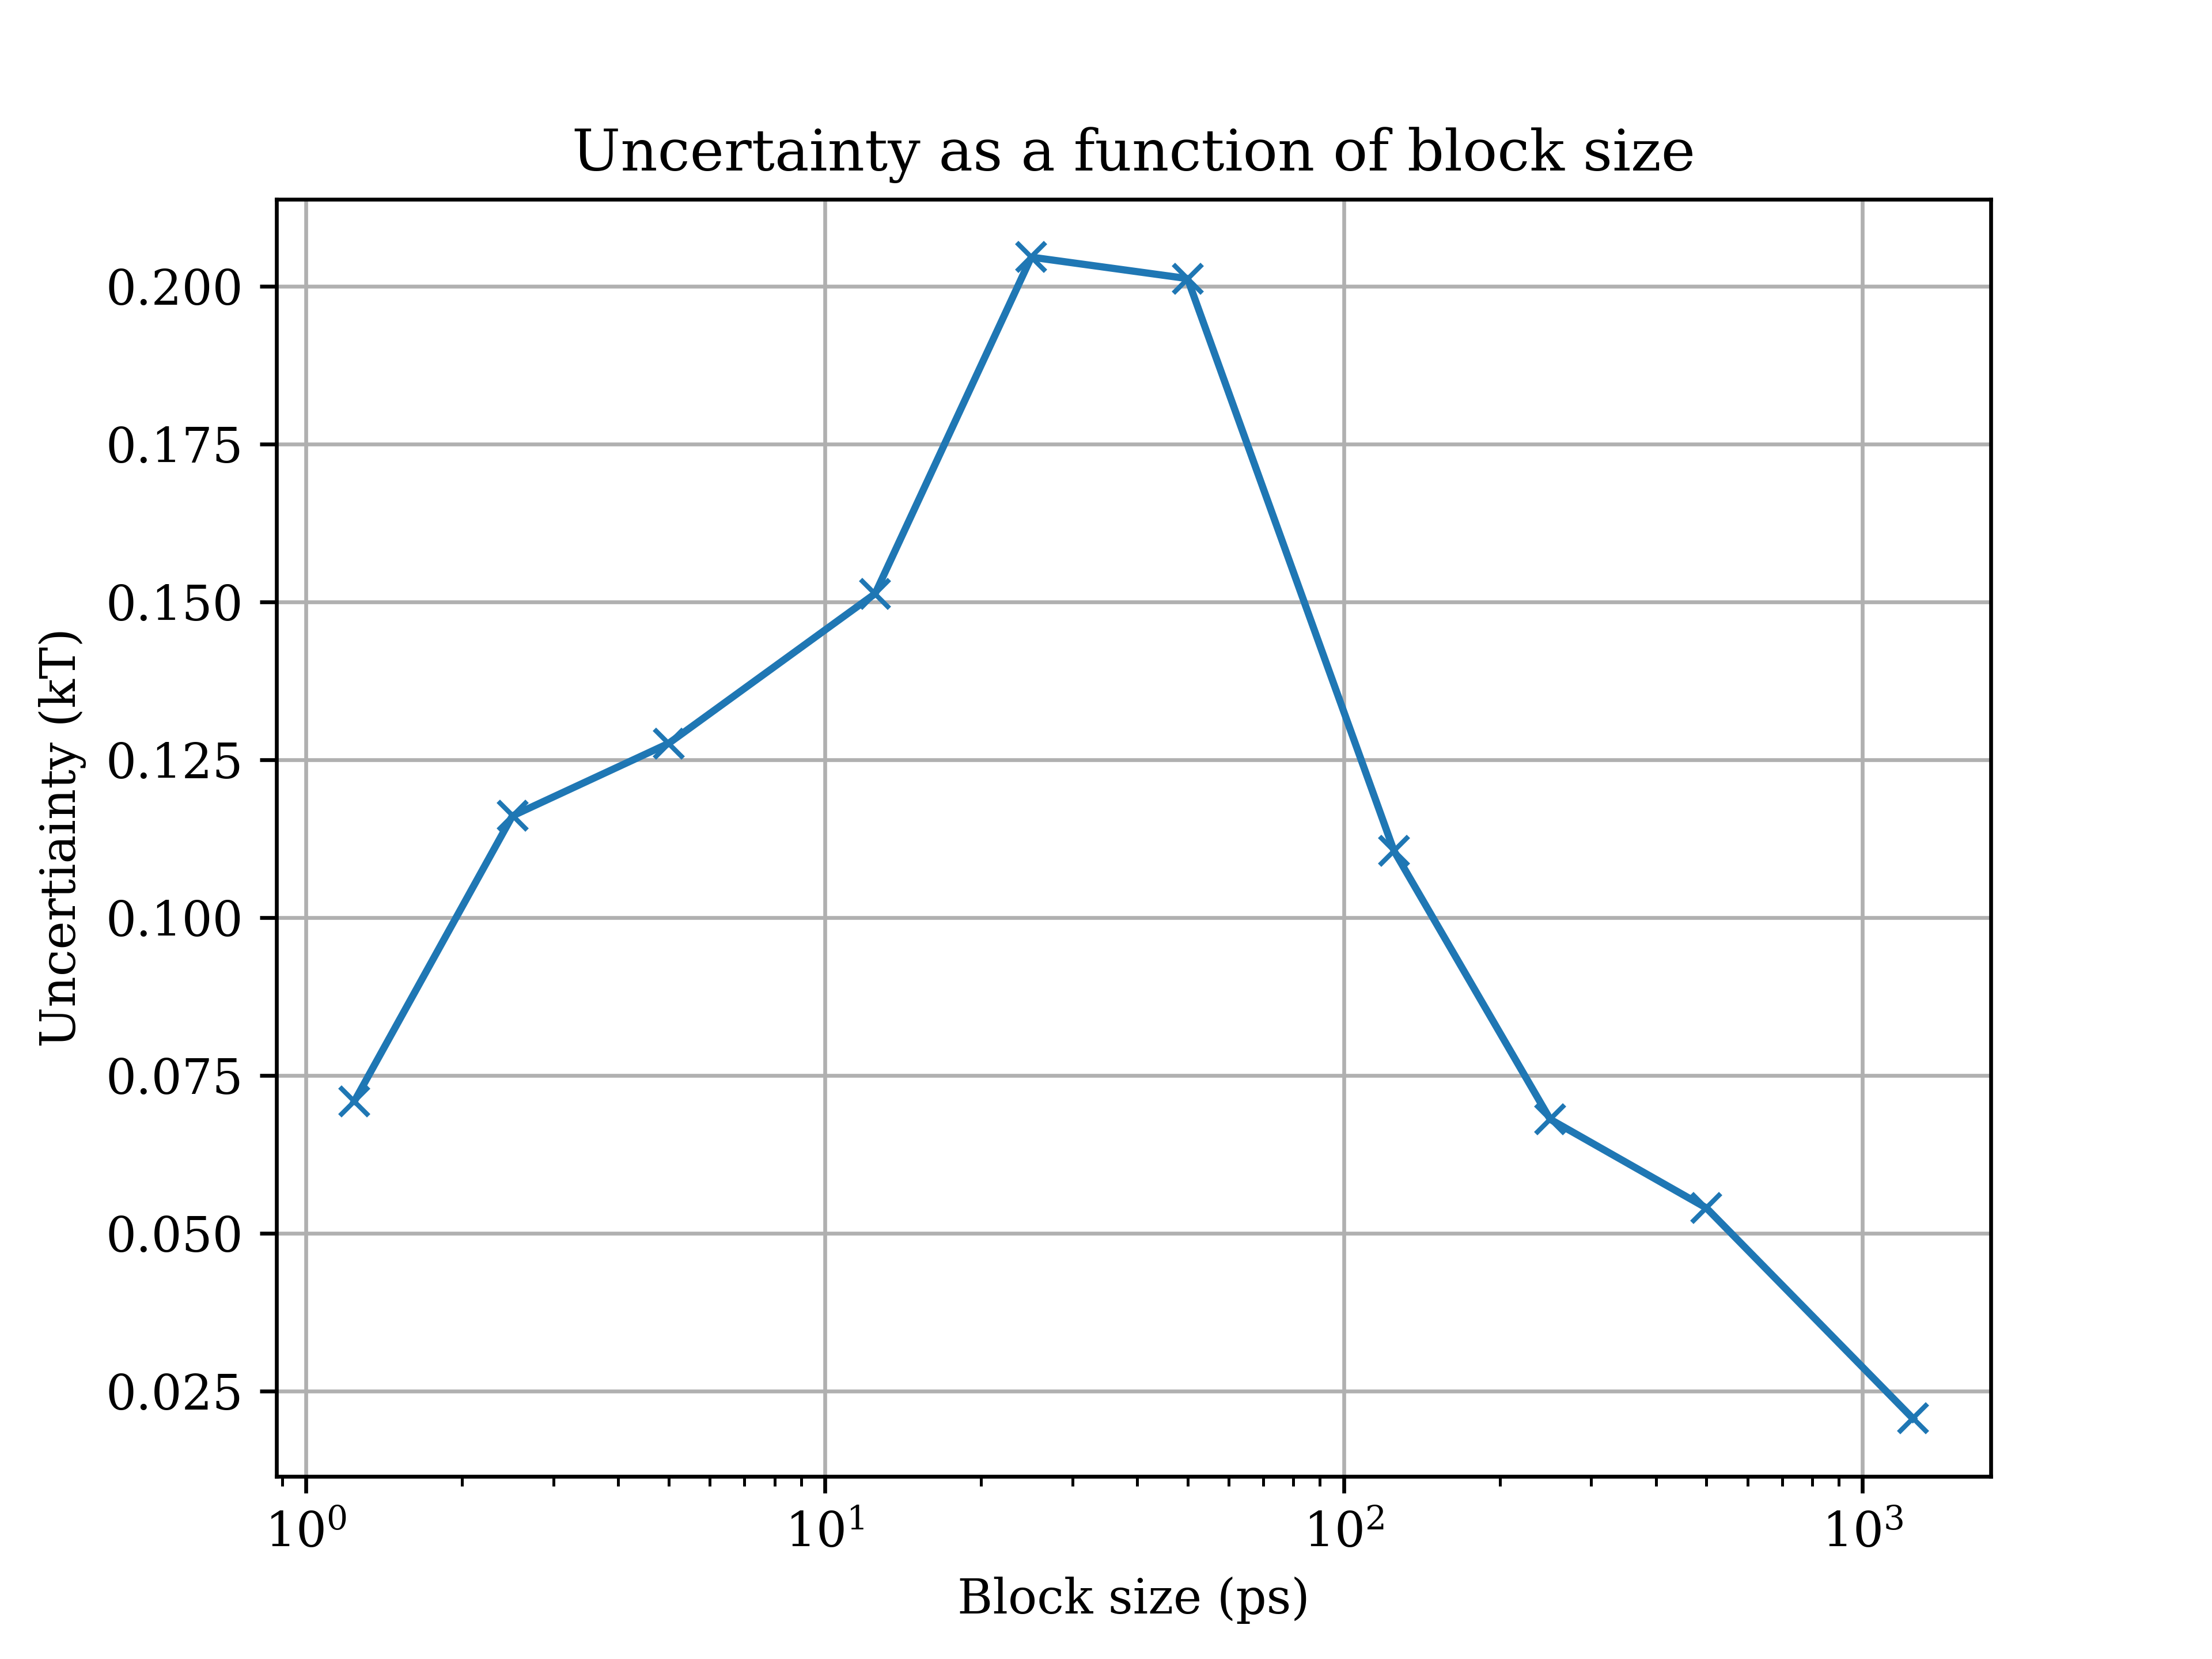 Uncertainty as a function of block size
0.200
0.175
0.150
0.125
0.100
0.075
0.050
0.025
Uncertiainty (kT)
10⁰ 10¹ 10² 10³
Block size (ps)